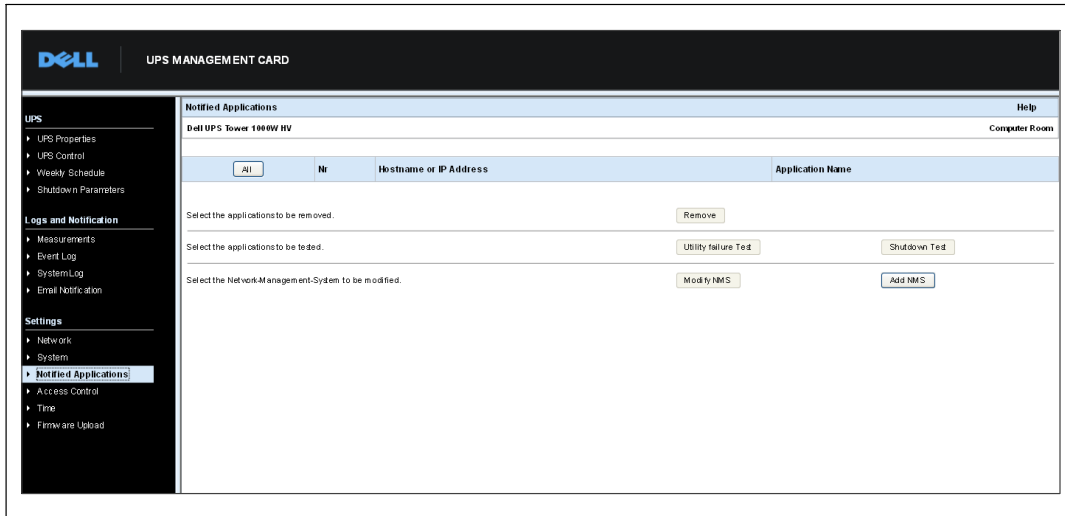 DELL
UPS MANAGEMENT CARD
UPS
UPS Properties
UPS Control
Weekly Schedule
Shutdown Parameters
Logs and Notification
Measurements
Event Log
System Log
Email Notification
Settings
Network
System
Notified Applications
Access Control
Time
Firmware Upload
Notified Applications Help
Dell UPS Tower 1000W HV Computer Room
All Nr Hostname or IP Address Application Name
Select the applications to be removed. Remove
Select the applications to be tested. Utility failure Test Shutdown Test
Select the Network-Management-System to be modified. Modify NMS Add NMS